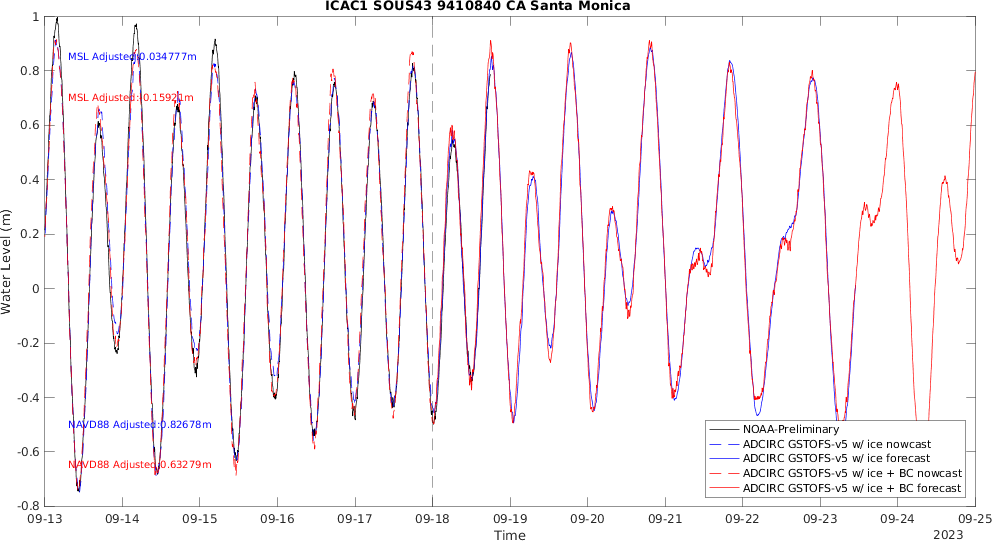 ICAC1 SOUS43 9410840 CA Santa Monica
Water Level (m)
1
0.8
0.6
0.4
0.2
0
-0.2
-0.4
-0.6
-0.8
MSL Adjusted:0.034777m
MSL Adjusted:-0.15921m
NAVD88 Adjusted:0.82678m
NAVD88 Adjusted:0.63279m
NOAA-Preliminary
ADCIRC GSTOFS-v5 w/ ice nowcast
ADCIRC GSTOFS-v5 w/ ice forecast
ADCIRC GSTOFS-v5 w/ ice + BC nowcast
ADCIRC GSTOFS-v5 w/ ice + BC forecast
09-13 09-14 09-15 09-16 09-17 09-18 09-19 09-20 09-21 09-22 09-23 09-24 09-25
Time
2023